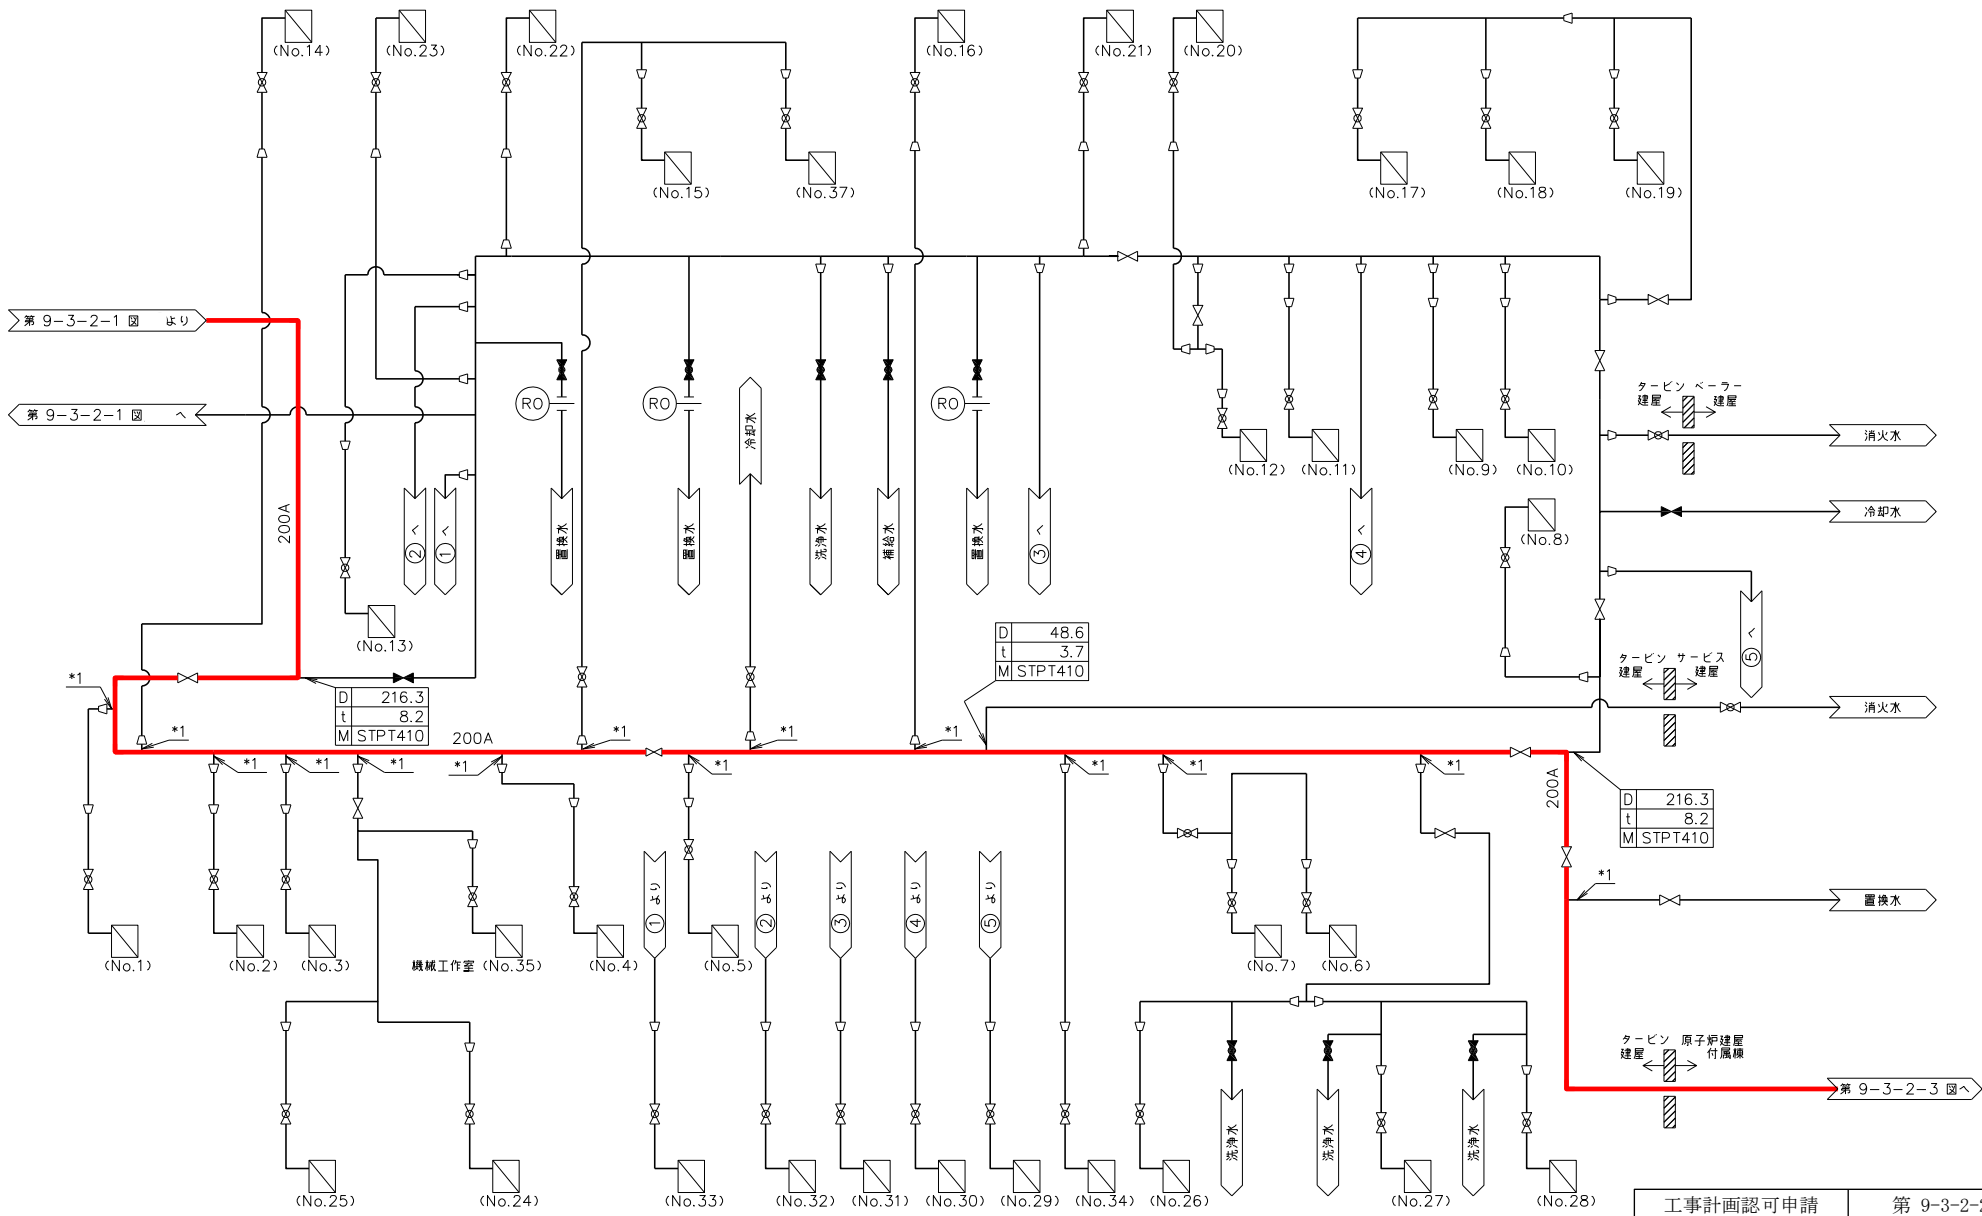 (No.14)
(No.23)
(No.22)
(No.16)
(No.21)
(No.20)
(No.15)
(No.37)
(No.17)
(No.18)
(No.19)
第 9-3-2-1 図 より
第 9-3-2-1 図 へ
タービン ベーラー
建屋 建屋
RO
RO
RO
冷却水
消火水
(No.12)
(No.11)
(No.9)
(No.10)
200A
② へ
① へ
置換水
置換水
洗浄水
補給水
置換水
③ へ
④ へ
冷却水
(No.8)
(No.13)
D 48.6
t 3.7
M STPT410
⑤ へ
タービン サービス
建屋 建屋
*1
D 216.3
t 8.2
M STPT410
消火水
*1
200A
*1
*1
*1
*1
*1
*1
*1
*1
*1
*1
*1
*1
200A
D 216.3
t 8.2
M STPT410
*1
① より
② より
③ より
④ より
⑤ より
置換水
(No.1)
(No.2)
(No.3)
機械工作室 (No.35)
(No.4)
(No.5)
(No.7)
(No.6)
タービン 原子炉建屋
建屋 付属棟
第 9-3-2-3 図へ
洗浄水
洗浄水
洗浄水
(No.25)
(No.24)
(No.33)
(No.32)
(No.31)
(No.30)
(No.29)
(No.34)
(No.26)
(No.27)
(No.28)
工事計画認可申請 第 9-3-2-2